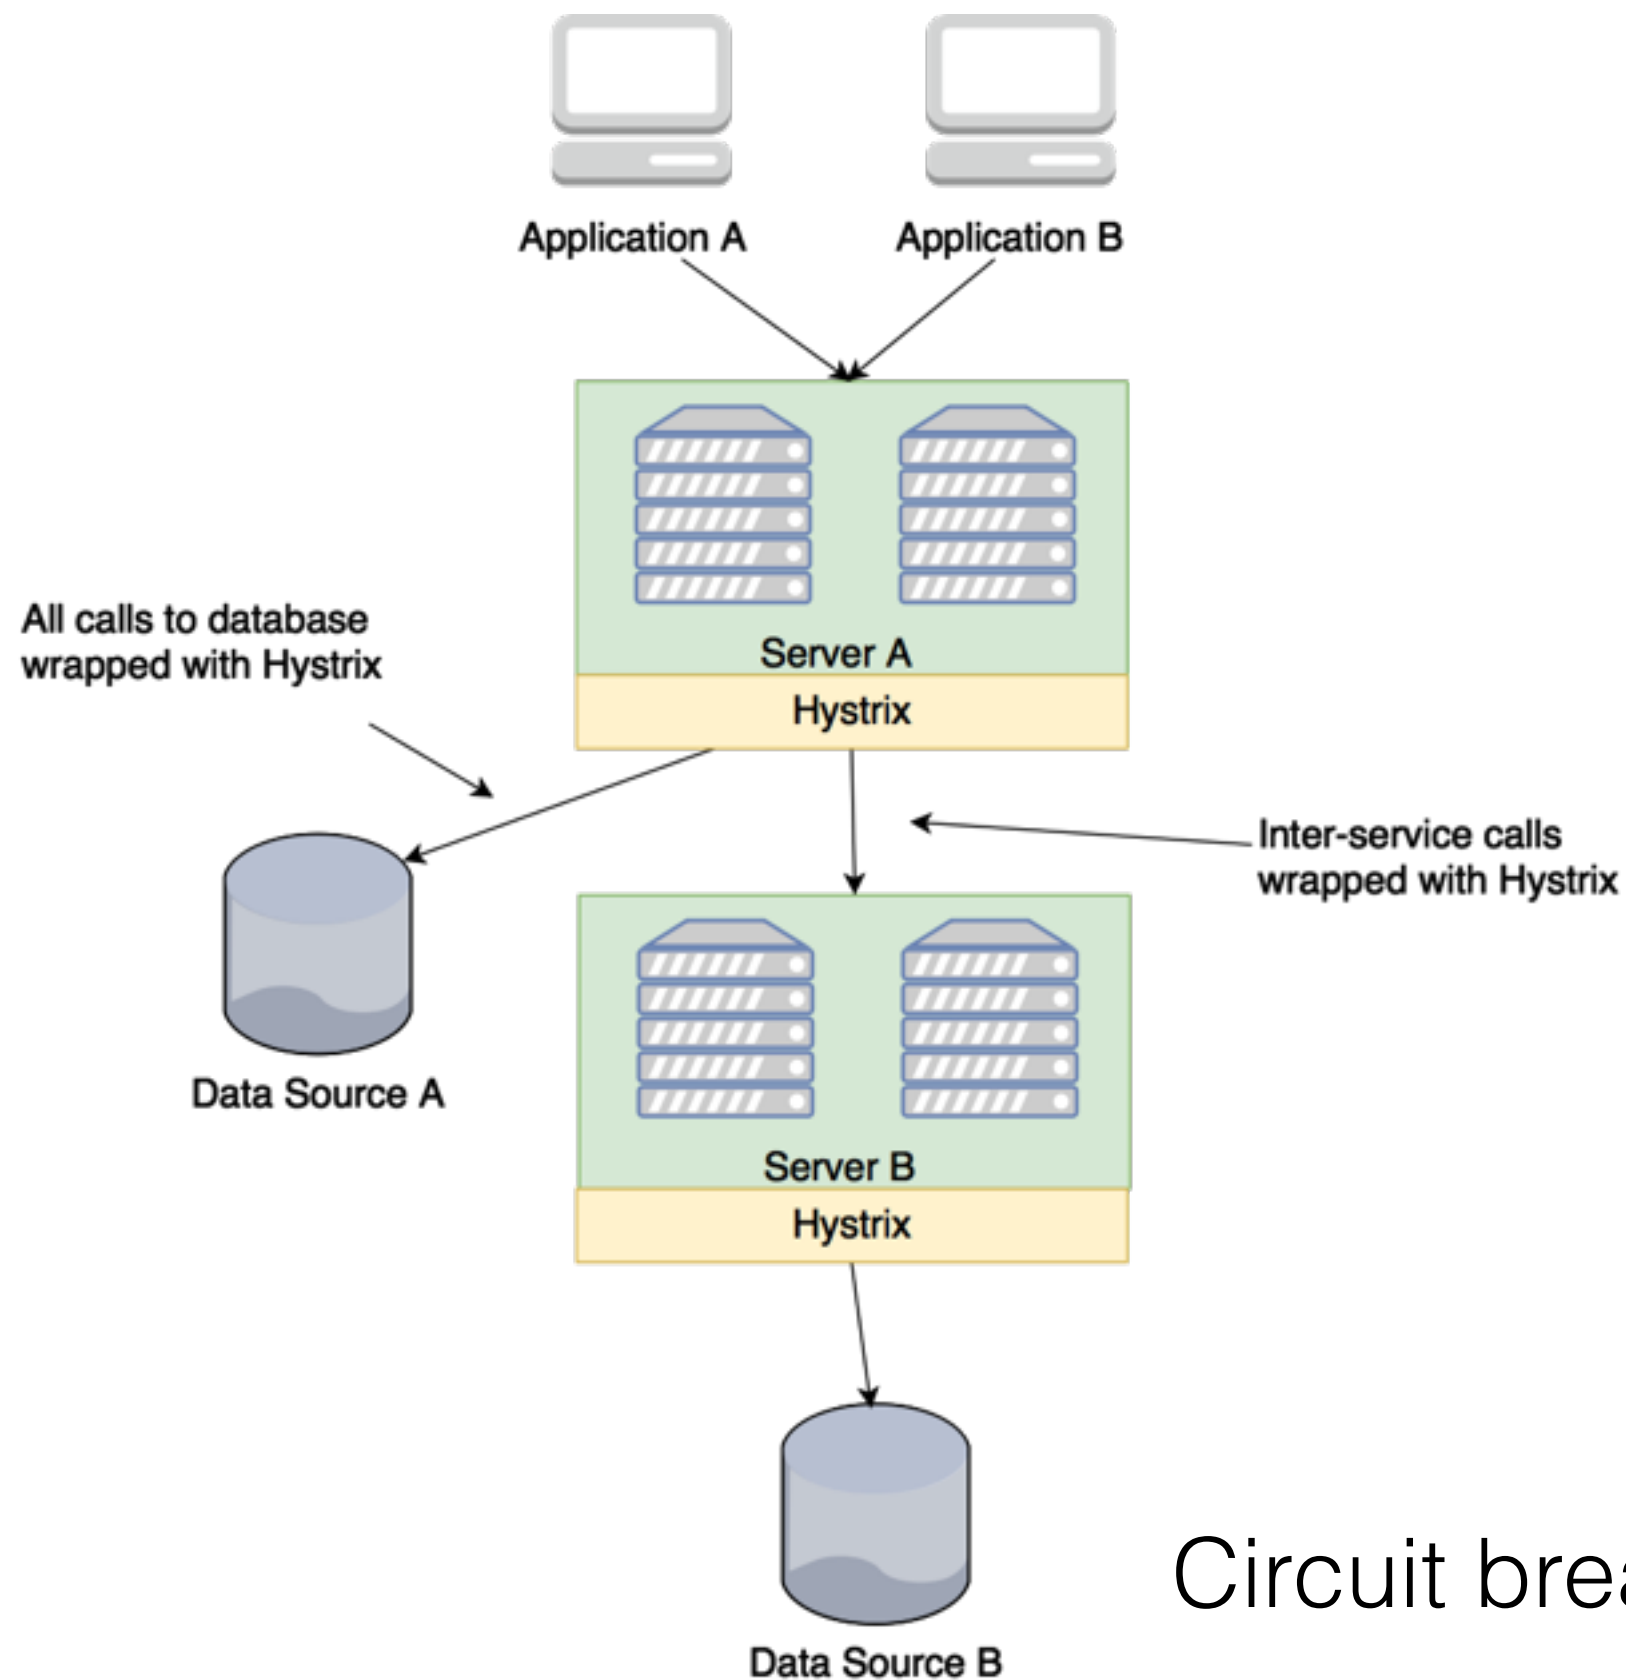 Application A
Application B
Server A
Hystrix
All calls to database
wrapped with Hystrix
Inter-service calls
wrapped with Hystrix
Data Source A
Server B
Hystrix
Circuit
Data Source B